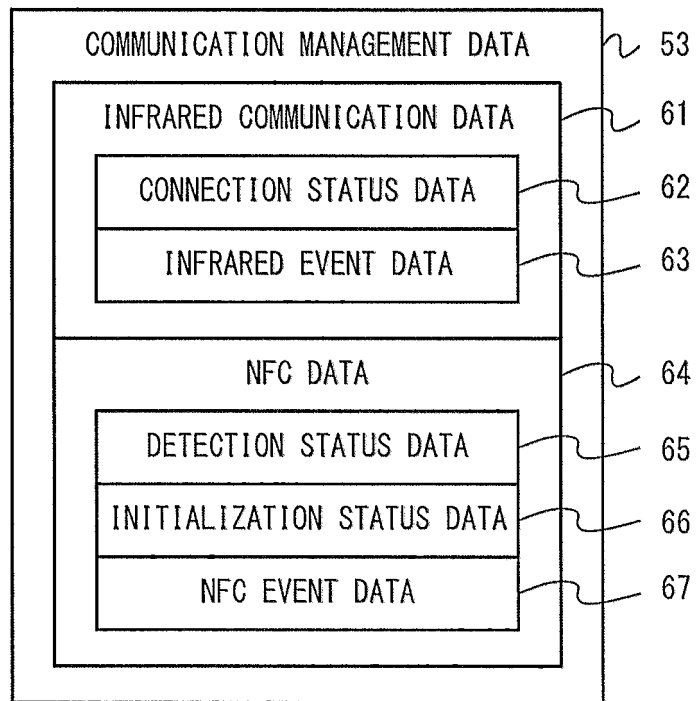 COMMUNICATION MANAGEMENT DATA 53
INFRARED COMMUNICATION DATA 61
CONNECTION STATUS DATA 62
INFRARED EVENT DATA 63
NFC DATA 64
DETECTION STATUS DATA 65
INITIALIZATION STATUS DATA 66
NFC EVENT DATA 67